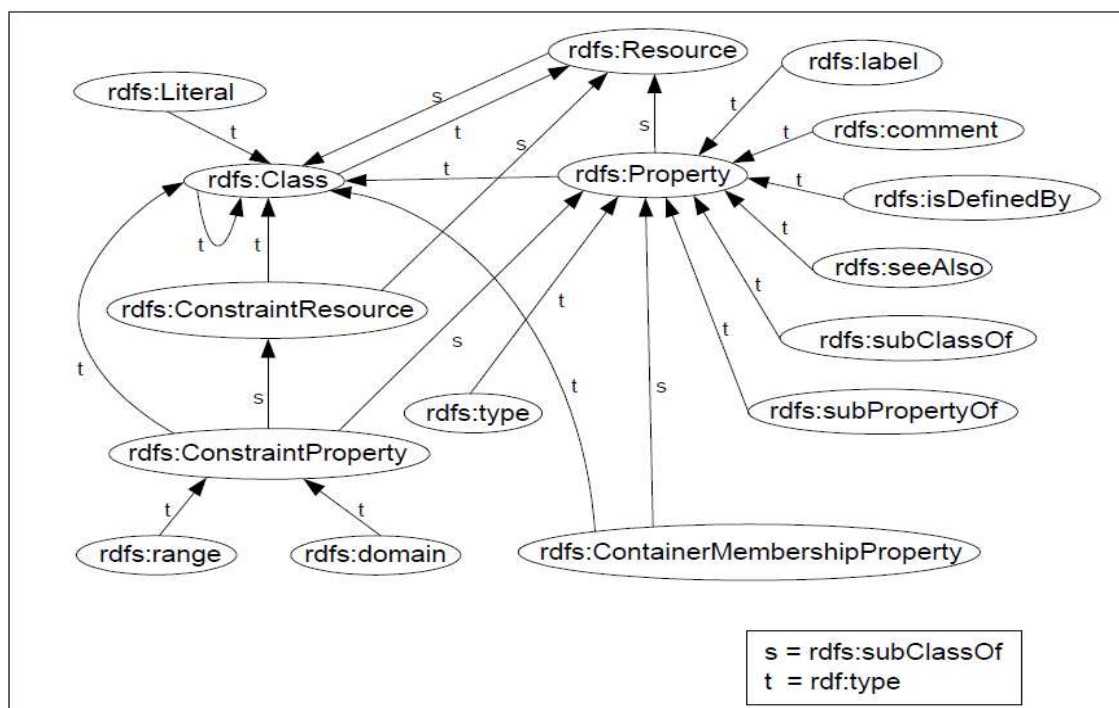 rdfs:Resource
rdfs:label
rdfs:Literal
s
t
t
t
s
s
rdfs:comment
t
rdfs:Class
t
rdfs:Property
t
rdfs:isDefinedBy
t
t
t
rdfs:seeAlso
rdfs:ConstraintResource
t
t
s
t
rdfs:subClassOf
t
t
s
s
rdfs:type
rdfs:subPropertyOf
rdfs:ConstraintProperty
t
t
rdfs:range
rdfs:domain
rdfs:ContainerMembershipProperty
s = rdfs:subClassOf
t = rdf:type